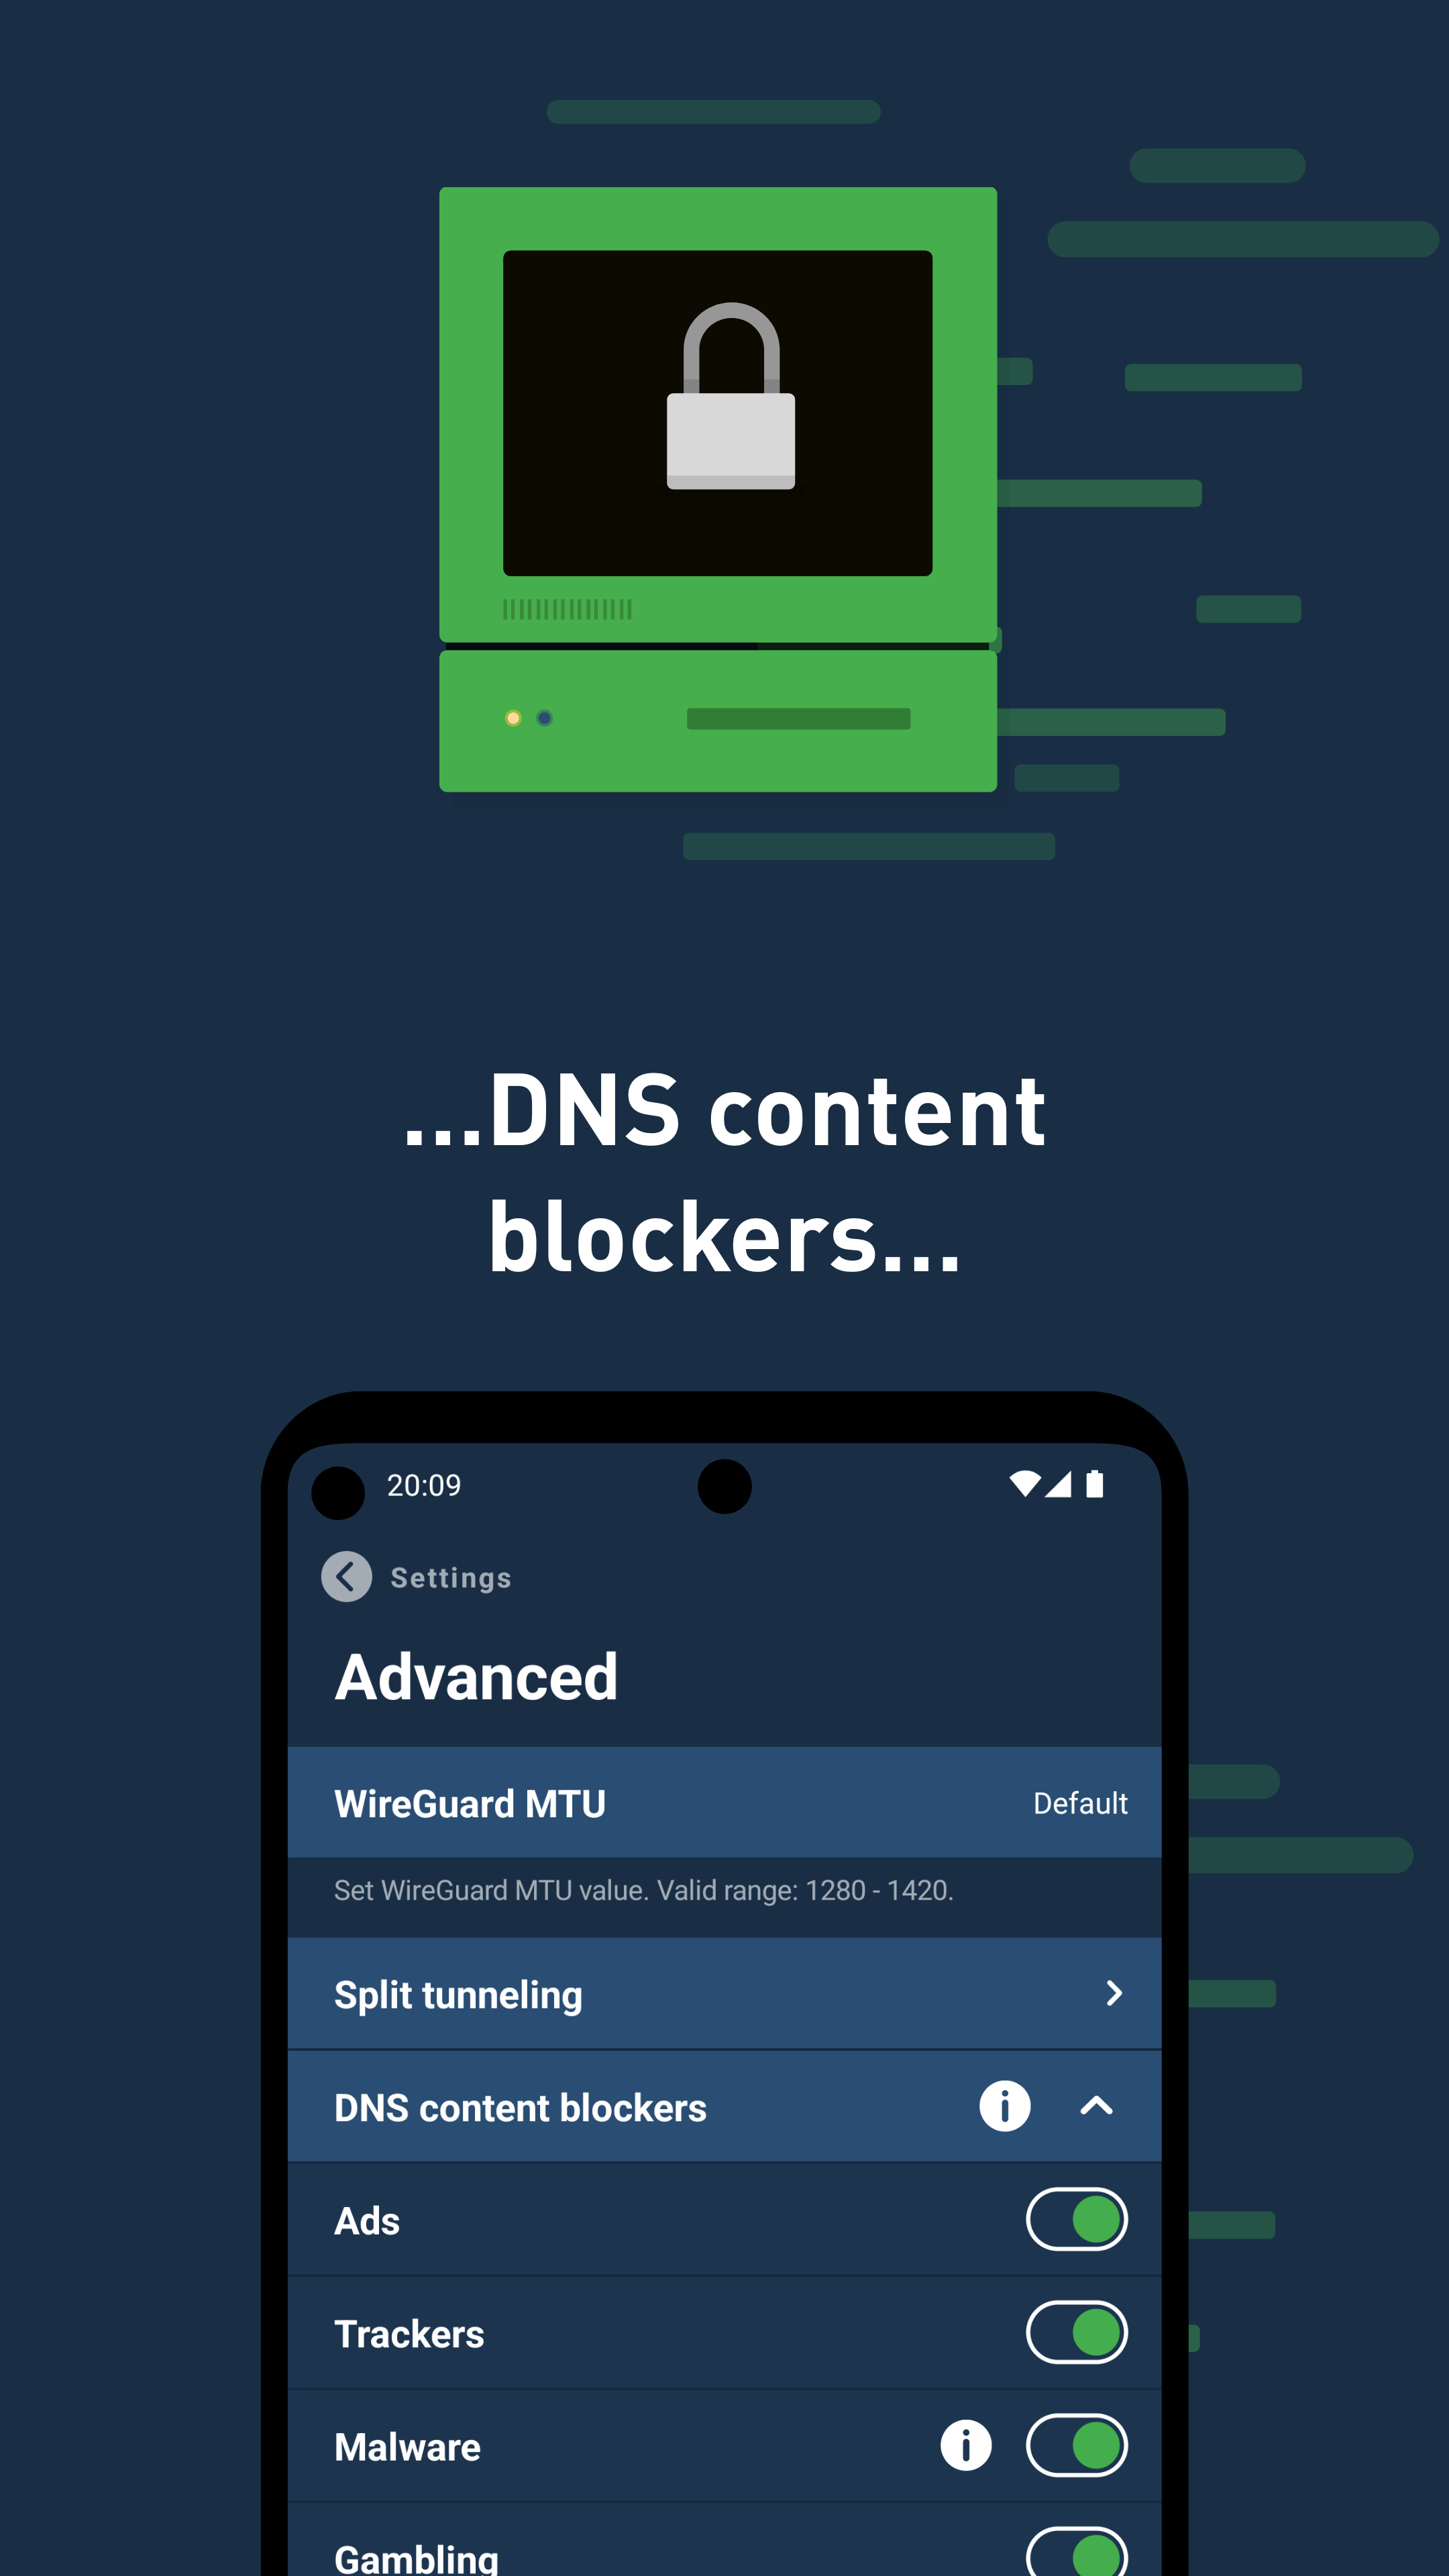 ...DNS content
blockers...
20:09
Settings
Advanced
WireGuard MTU
Default
Set WireGuard MTU value. Valid range: 1280 - 1420.
Split tunneling
DNS content blockers
Ads
Trackers
Malware
Gambling